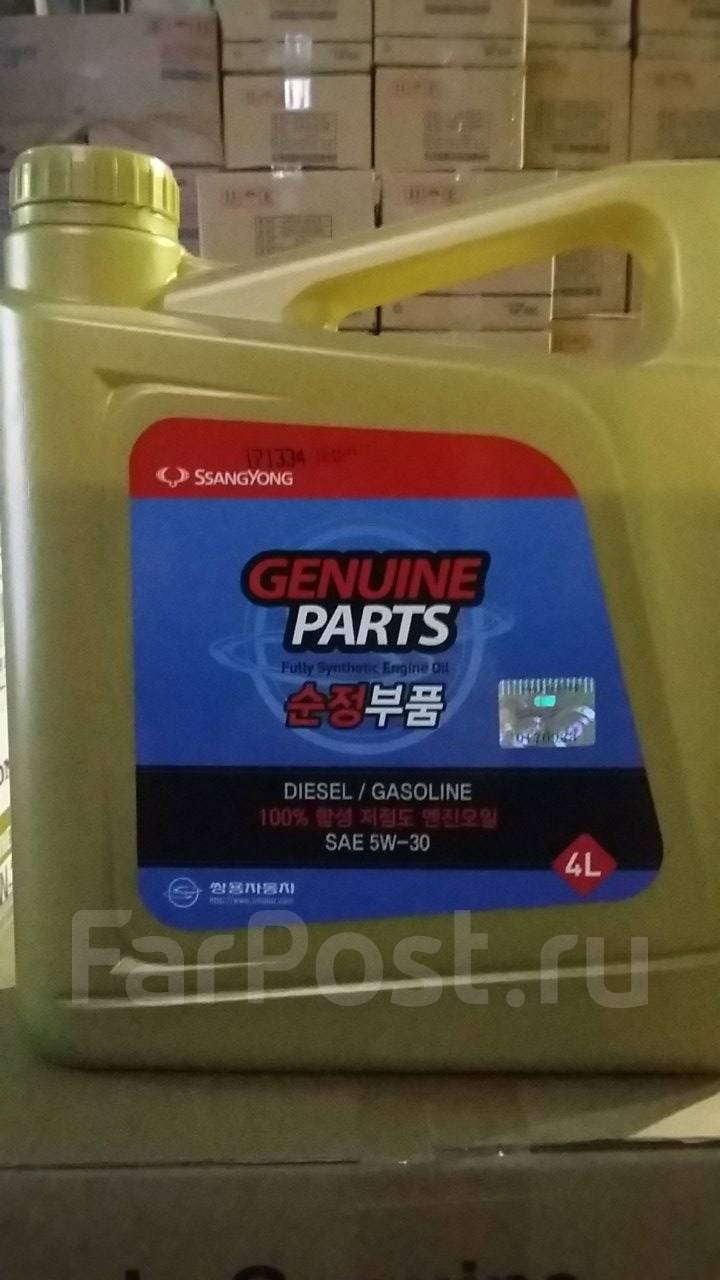 171334
SSANGYONG
GENUINE
PARTS
Fully Synthetic Engine Oil
순정부품
DIESEL / GASOLINE
100% 합성 저점도 엔진오일
SAE 5W-30
4L
쌍용자동차
FarPost.ru